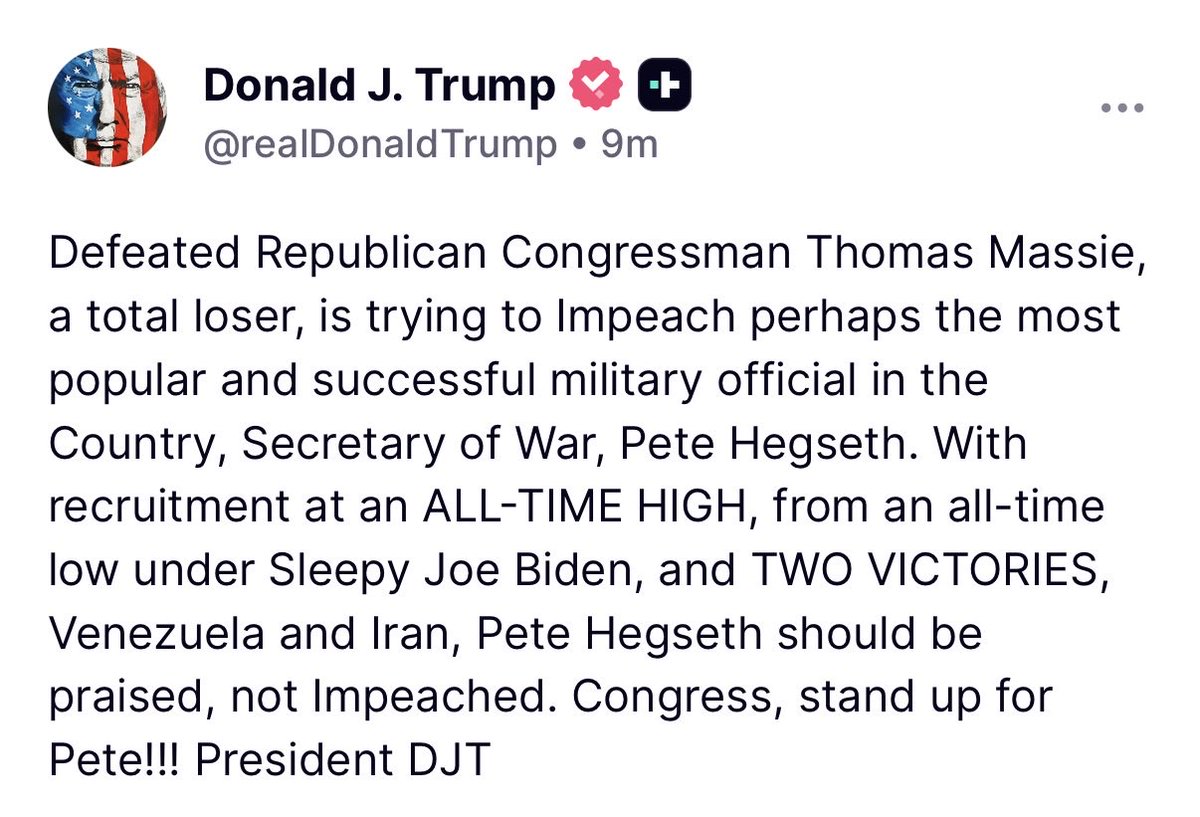 Donald J. Trump
@realDonaldTrump • 9m
Defeated Republican Congressman Thomas Massie,
a total loser, is trying to Impeach perhaps the most
popular and successful military official in the
Country, Secretary of War, Pete Hegseth. With
recruitment at an ALL-TIME HIGH, from an all-time
low under Sleepy Joe Biden, and TWO VICTORIES,
Venezuela and Iran, Pete Hegseth should be
praised, not Impeached. Congress, stand up for
Pete!!! President DJT